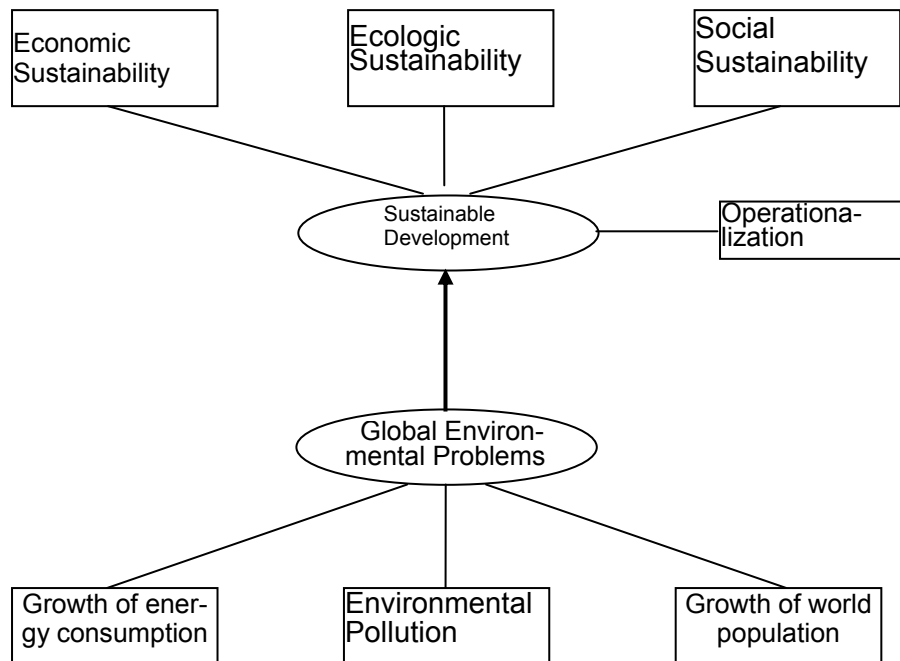 Economic
Sustainability
Ecologic
Sustainability
Social
Sustainability
Sustainable
Development
Operationa-
lization
Global Environ-
mental Problems
Growth of ener-
gy consumption
Environmental
Pollution
Growth of world
population